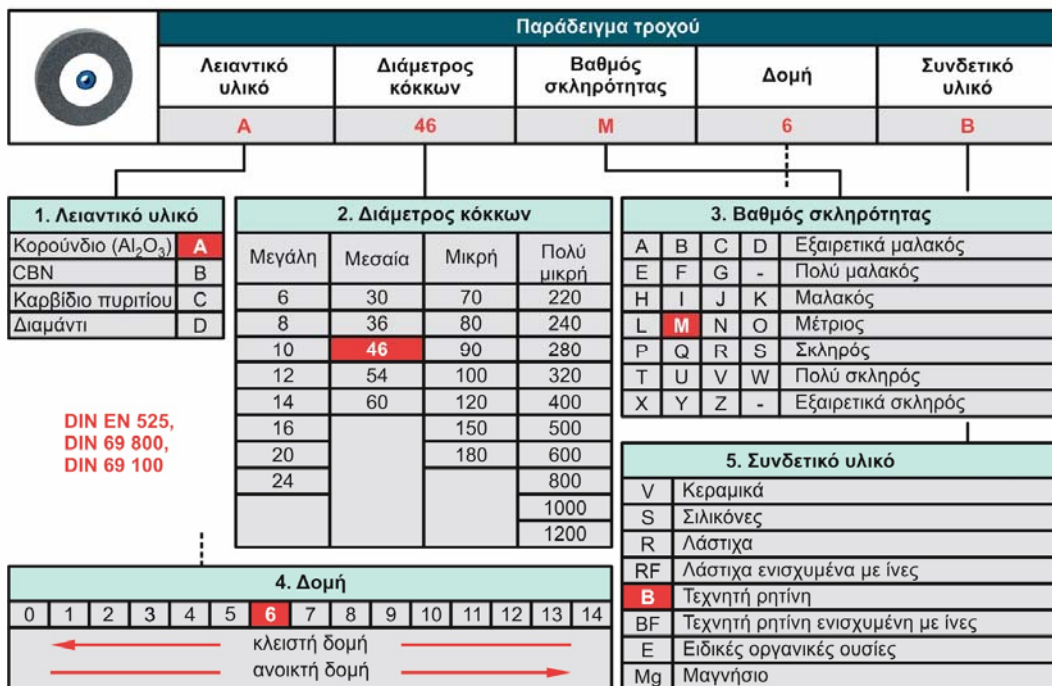 Παράδειγμα τροχού
Λειαντικό υλικό Διάμετρος κόκκων Βαθμός σκληρότητας Δομή Συνδετικό υλικό
A 46 M 6 B
1. Λειαντικό υλικό
Κορούνδιο (Al₂O₃) A
CBN B
Καρβίδιο πυριτίου C
Διαμάντι D
DIN EN 525,
DIN 69 800,
DIN 69 100
2. Διάμετρος κόκκων
Μεγάλη Μεσαία Μικρή Πολύ μικρή
6 30 70 220
8 36 80 240
10 46 90 280
12 54 100 320
14 60 120 400
16 150 500
20 180 600
24 800
1000
1200
3. Βαθμός σκληρότητας
A B C D Εξαιρετικά μαλακός
E F G - Πολύ μαλακός
H I J K Μαλακός
L M N O Μέτριος
P Q R S Σκληρός
T U V W Πολύ σκληρός
X Y Z - Εξαιρετικά σκληρός
4. Δομή
0 1 2 3 4 5 6 7 8 9 10 11 12 13 14
κλειστή δομή
ανοικτή δομή
5. Συνδετικό υλικό
V Κεραμικά
S Σιλικόνες
R Λάστιχα
RF Λάστιχα ενισχυμένα με ίνες
B Τεχνητή ρητίνη
BF Τεχνητή ρητίνη ενισχυμένη με ίνες
E Ειδικές οργανικές ουσίες
Mg Μαγνήσιο